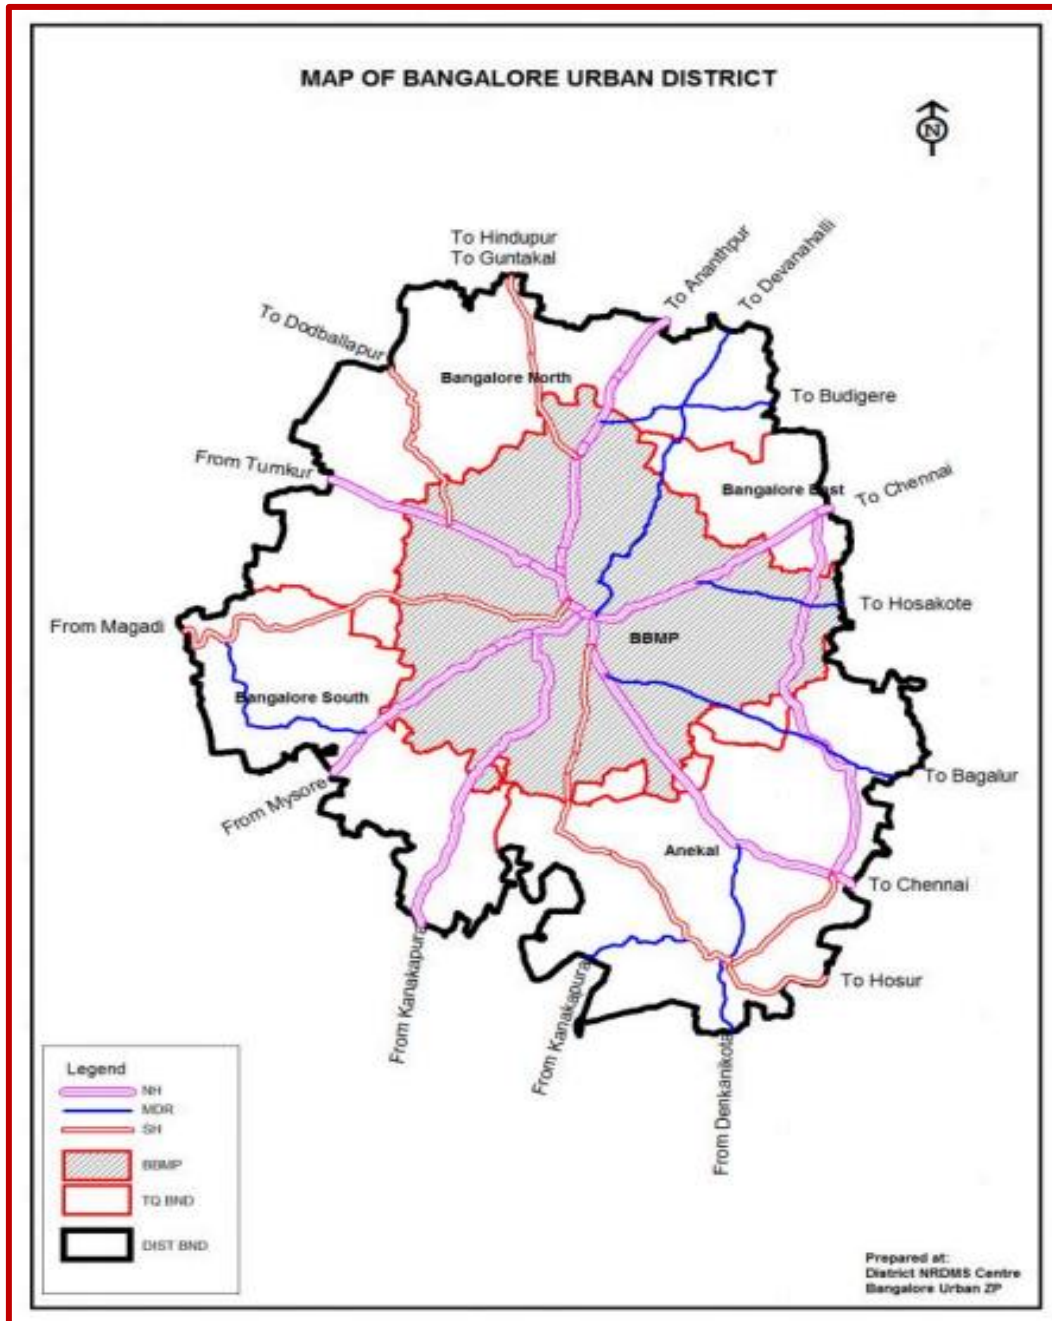 MAP OF BANGALORE URBAN DISTRICT
N
To Hindupur
To Guntakal
To Ananthpur
To Devanahalli
To Dodballapur
Bangalore North
To Budigere
From Tumkur
Bangalore East
To Chennai
From Magadi
To Hosakote
BBMP
Bangalore South
From Mysore
To Bagalur
Anekal
To Chennai
From Kanakapura
From Kanakapura
To Hosur
From Denkanikota
Legend
NH
MDR
SH
BBMP
TQ BND
DIST BND
Prepared at:
District NRDMS Centre
Bangalore Urban ZP